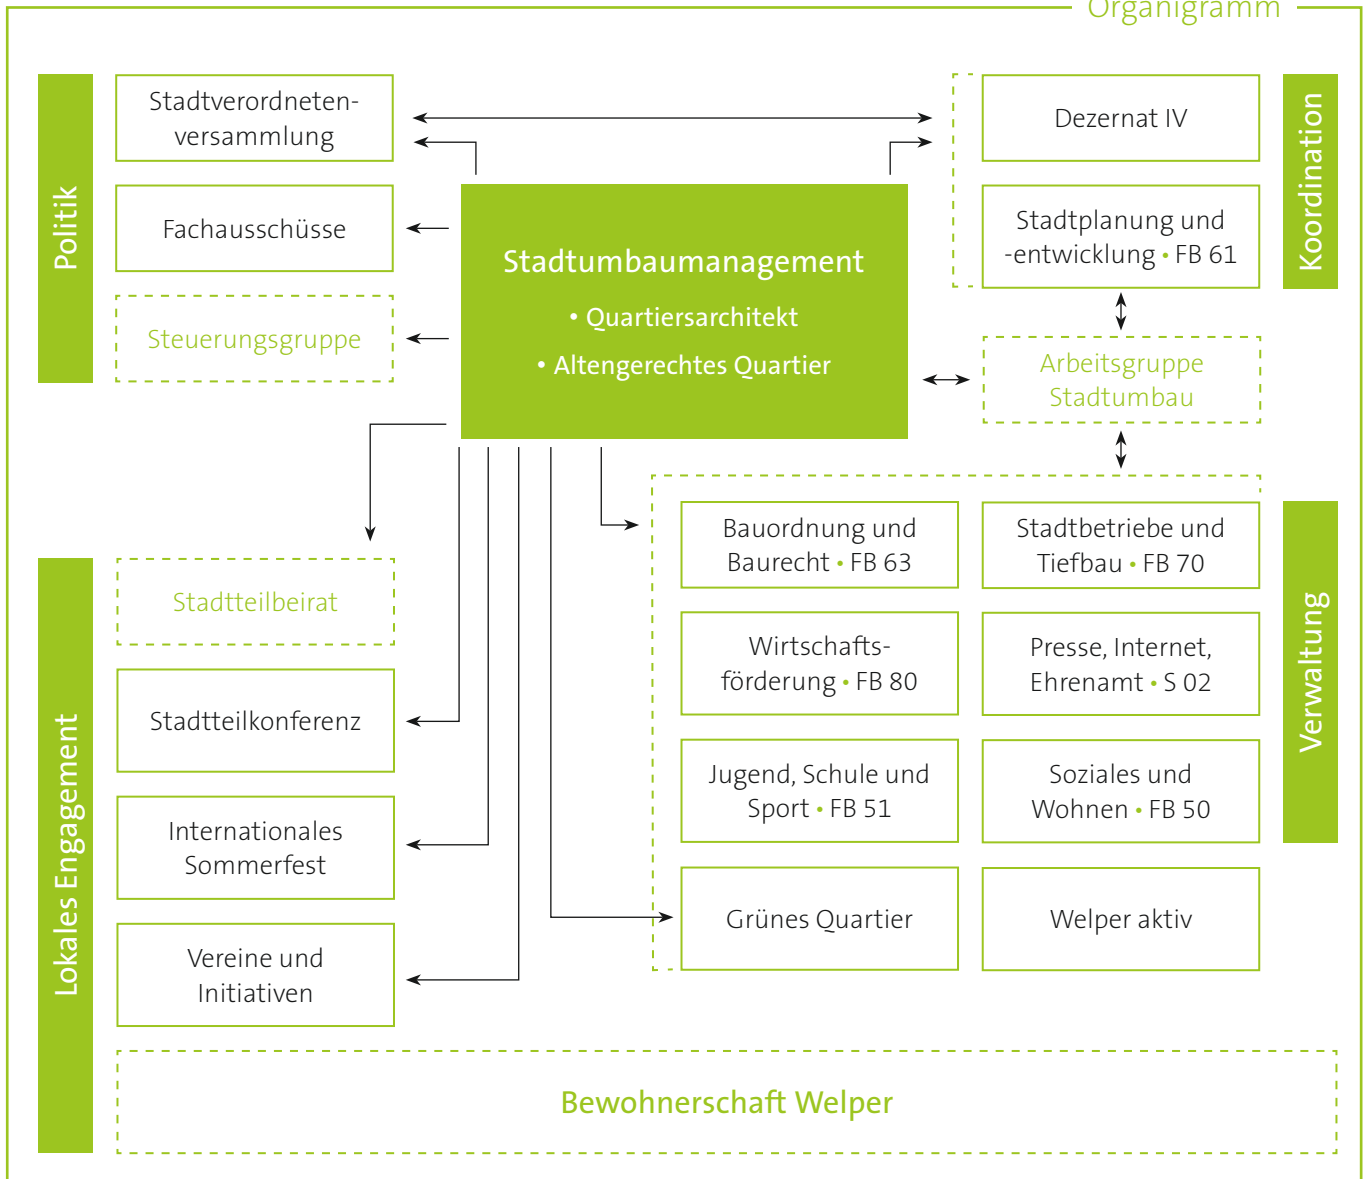 Organigramm
Politik
Stadtverordneten-
versammlung
Fachausschüsse
Steuerungsgruppe
Stadtumbaumanagement
• Quartiersarchitekt
• Altengerechtes Quartier
Koordination
Dezernat IV
Stadtplanung und
-entwicklung • FB 61
Arbeitsgruppe
Stadtumbau
Lokales Engagement
Stadtteilbeirat
Stadtteilkonferenz
Internationales
Sommerfest
Vereine und
Initiativen
Verwaltung
Bauordnung und
Baurecht • FB 63
Stadtbetriebe und
Tiefbau • FB 70
Wirtschafts-
förderung • FB 80
Presse, Internet,
Ehrenamt • S 02
Jugend, Schule und
Sport • FB 51
Soziales und
Wohnen • FB 50
Grünes Quartier
Welper aktiv
Bewohnerschaft Welper